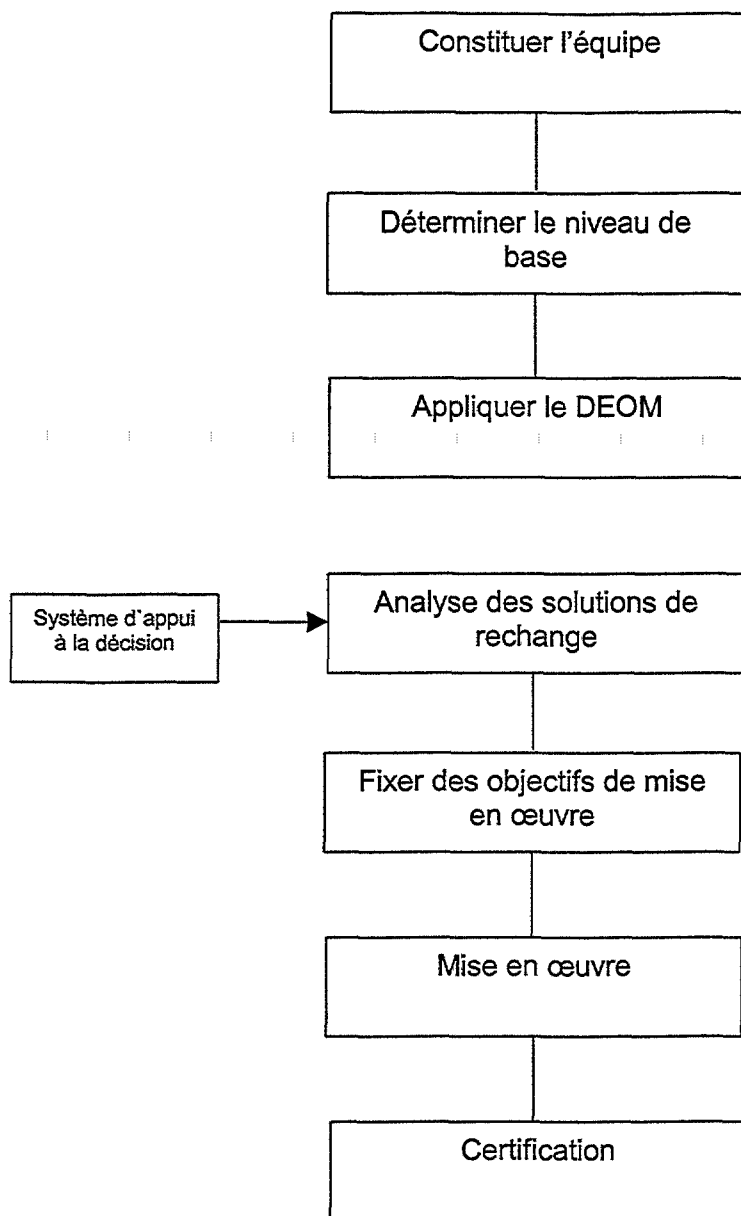 Constituer l'équipe
Déterminer le niveau de
base
Appliquer le DEOM
Système d'appui
à la décision
Analyse des solutions de
rechange
Fixer des objectifs de mise
en œuvre
Mise en œuvre
Certification